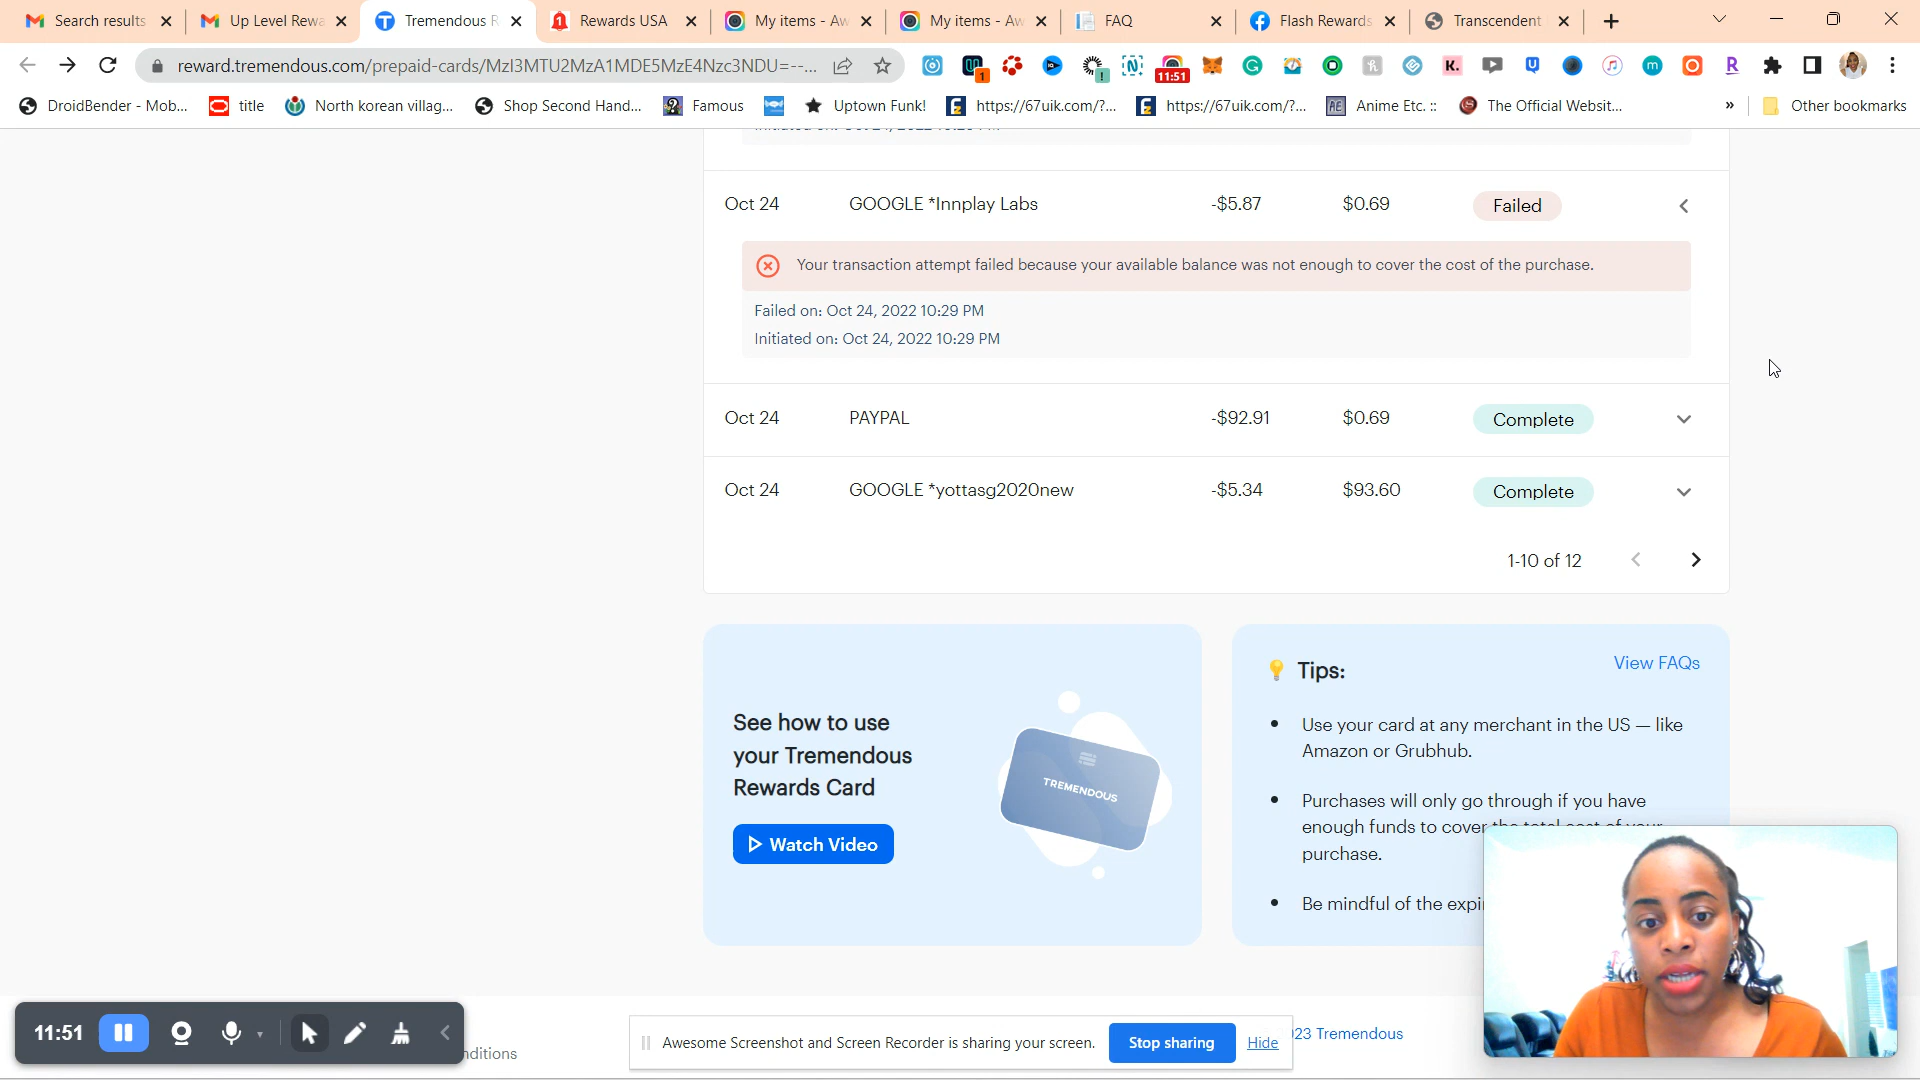 Search results
Up Level Rewa
Tremendous R
Rewards USA
My items - Aw
My items - Aw
FAQ
Flash Rewards
Transcendent
reward.tremendous.com/prepaid-cards/MzI3MTU2MzA1MDE5MzE4Nzc3NDU=--...
1
11:51
DroidBender - Mob...
title
North korean villag...
Shop Second Hand...
Famous
Uptown Funk!
https://67uik.com/?...
https://67uik.com/?...
Anime Etc. ::
The Official Websit...
»
Other bookmarks
Oct 24 GOOGLE *Innplay Labs -$5.87 $0.69 Failed
Your transaction attempt failed because your available balance was not enough to cover the cost of the purchase.
Failed on: Oct 24, 2022 10:29 PM
Initiated on: Oct 24, 2022 10:29 PM
Oct 24 PAYPAL -$92.91 $0.69 Complete
Oct 24 GOOGLE *yottasg2020new -$5.34 $93.60 Complete
1-10 of 12
See how to use
your Tremendous
Rewards Card
Watch Video
TREMENDOUS
Tips:
View FAQs
• Use your card at any merchant in the US — like
Amazon or Grubhub.
• Purchases will only go through if you have
enough funds to cover the total cost of your
purchase.
• Be mindful of the expi
11:51
nditions
Awesome Screenshot and Screen Recorder is sharing your screen.
Stop sharing
Hide
23 Tremendous